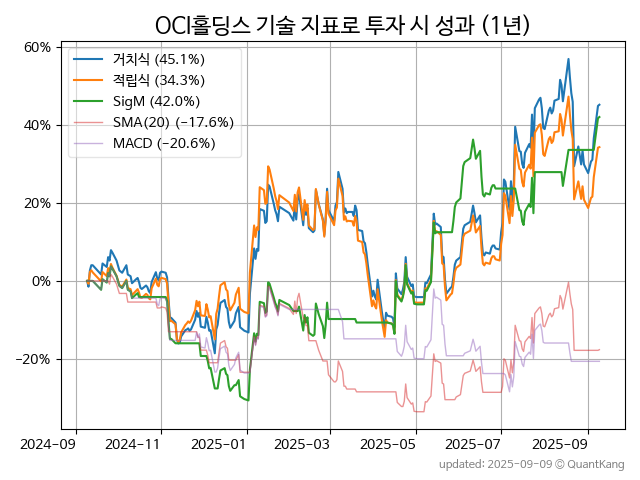 OCI홀딩스 기술 지표로 투자 시 성과 (1년)
60%
40%
20%
0%
−20%
거치식 (45.1%)
적립식 (34.3%)
SigM (42.0%)
SMA(20) (-17.6%)
MACD (-20.6%)
2024-09
2024-11
2025-01
2025-03
2025-05
2025-07
2025-09
updated: 2025-09-09 © QuantKang